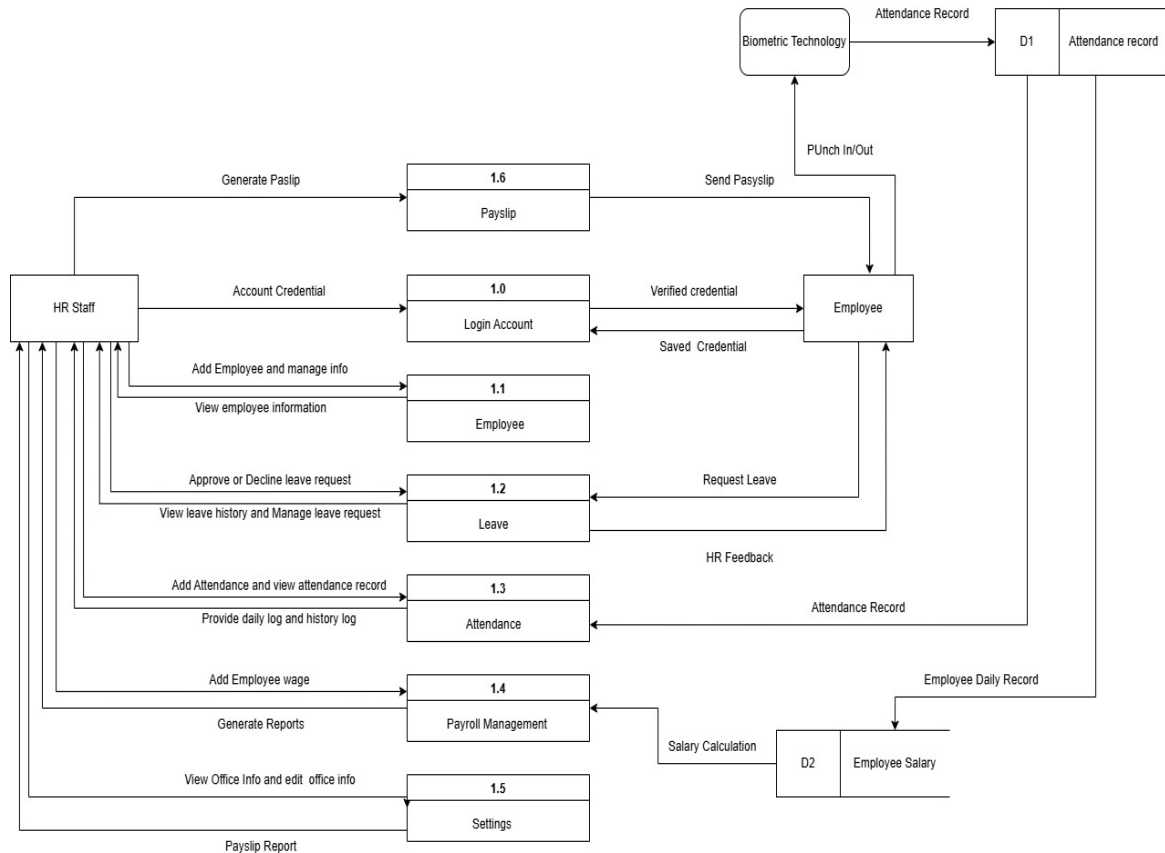 Attendance Record
Biometric Technology
D1
Attendance record
PUnch In/Out
Generate Paslip
1.6
Payslip
Send Pasyslip
HR Staff
Account Credential
1.0
Login Account
Verified credential
Saved Credential
Employee
Add Employee and manage info
View employee information
1.1
Employee
Approve or Decline leave request
View leave history and Manage leave request
1.2
Leave
Request Leave
HR Feedback
Add Attendance and view attendance record
Provide daily log and history log
1.3
Attendance
Attendance Record
Add Employee wage
Generate Reports
1.4
Payroll Management
Employee Daily Record
Salary Calculation
D2
Employee Salary
View Office Info and edit office info
1.5
Settings
Payslip Report